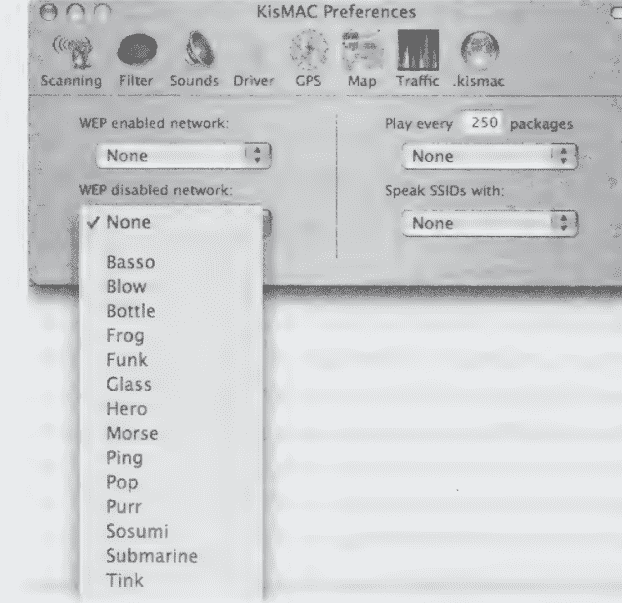 KisMAC Preferences
Scanning Filter Sounds Driver GPS Map Traffic .kismac
WEP enabled network:
None
WEP disabled network:
None
Basso
Blow
Bottle
Frog
Funk
Glass
Hero
Morse
Ping
Pop
Purr
Sosumi
Submarine
Tink
Play every 250 packages
None
Speak SSIDs with:
None